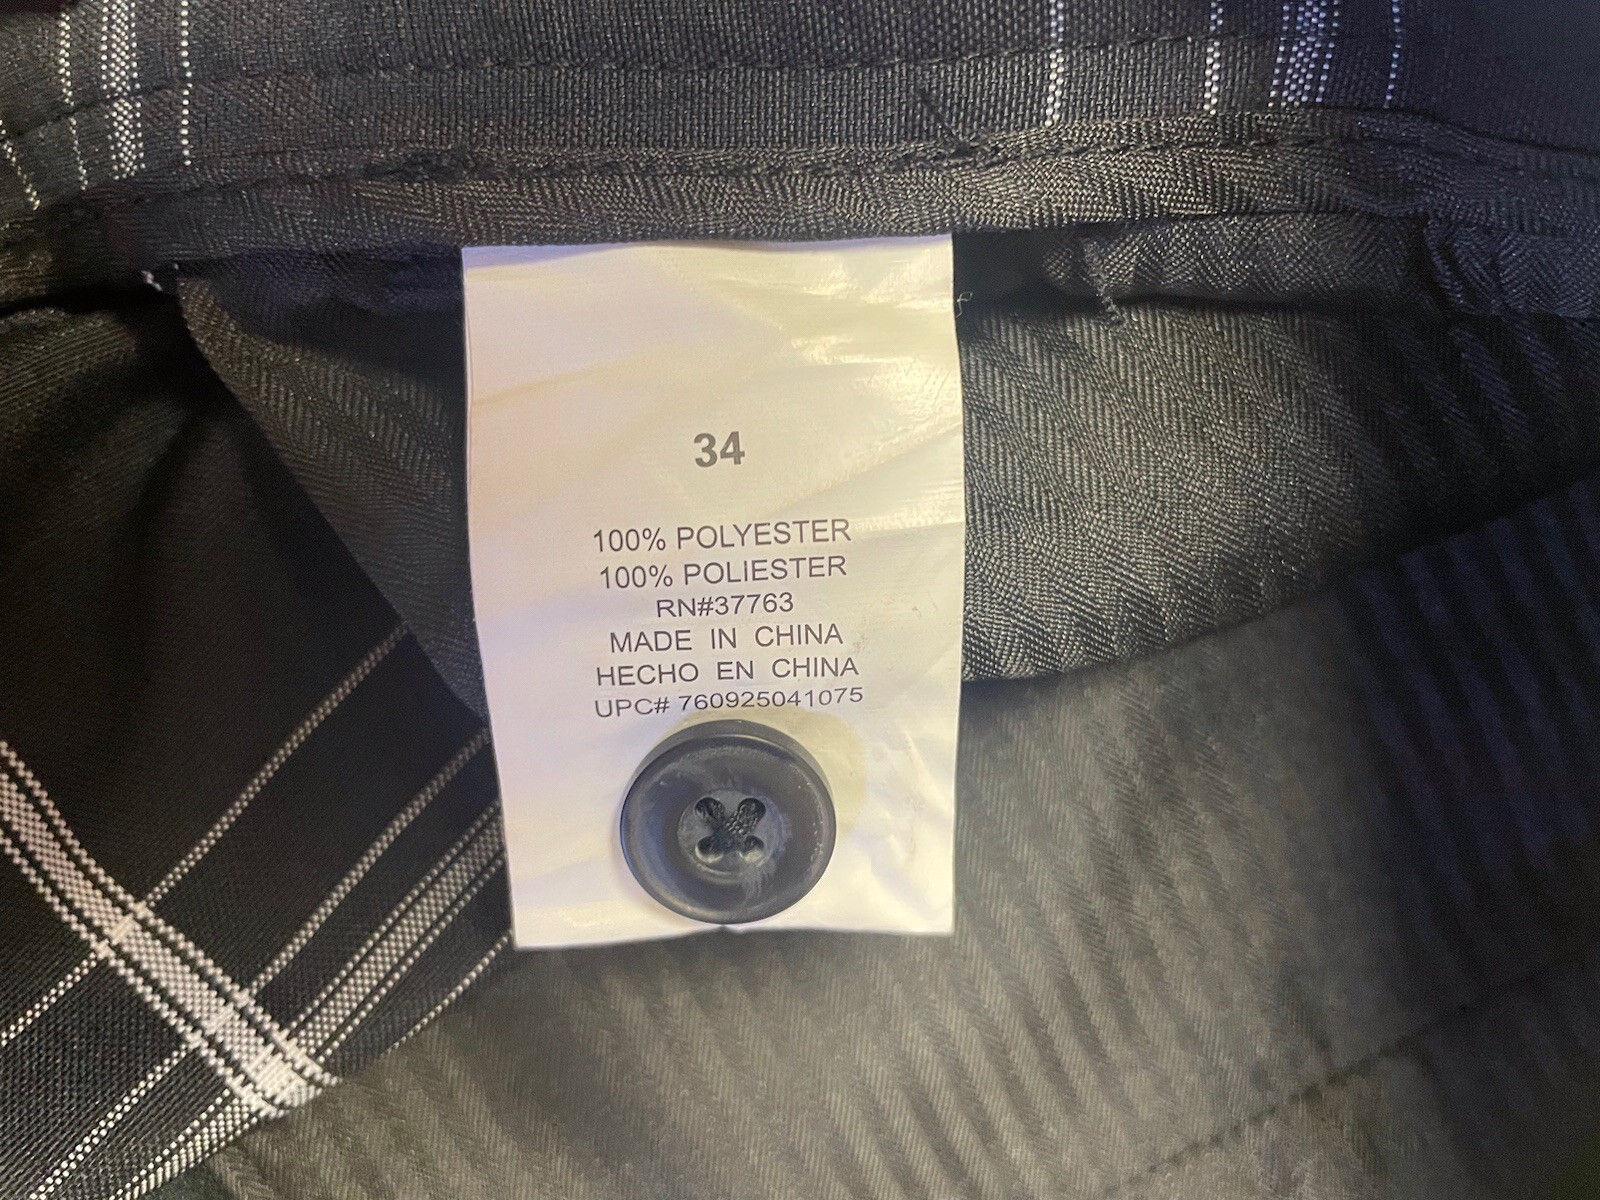 34
100% POLYESTER
100% POLIESTER
RN#37763
MADE IN CHINA
HECHO EN CHINA
UPC# 760925041075